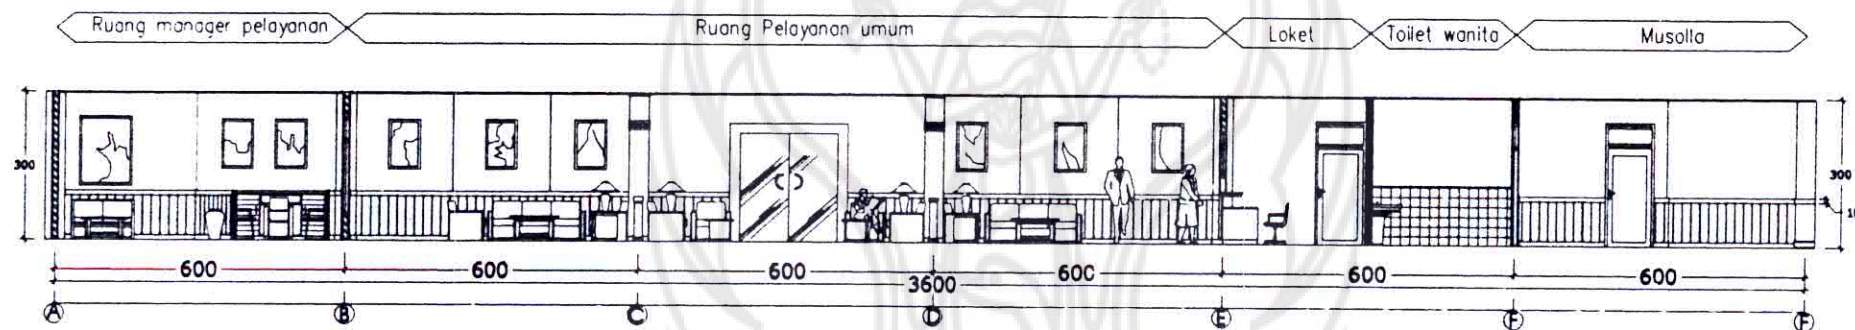 Ruang manager pelayanan
Ruang Pelayanan umum
Loket
Toilet wanita
Musolla
300
300
600
600
600
600
600
600
3600
A
B
C
D
E
F
F